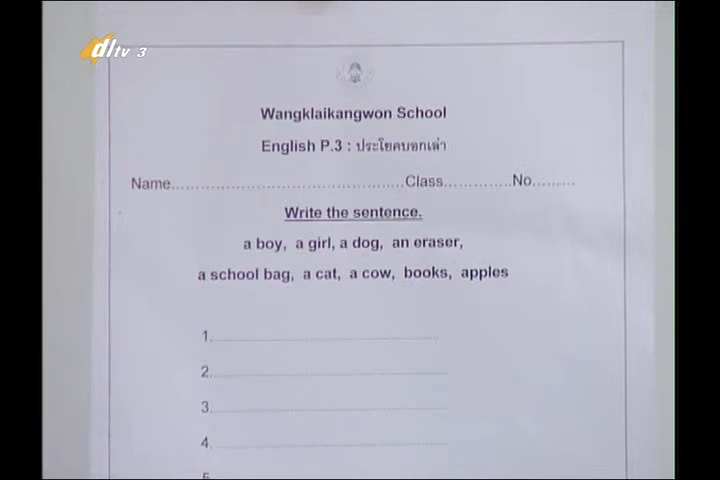 dltv 3
Wangklaikangwon School
English P.3 : ประโยคบอกเล่า
Name............................................Class.............No.........
Write the sentence.
a boy, a girl, a dog, an eraser,
a school bag, a cat, a cow, books, apples
1.................................................
2.................................................
3.................................................
4.................................................